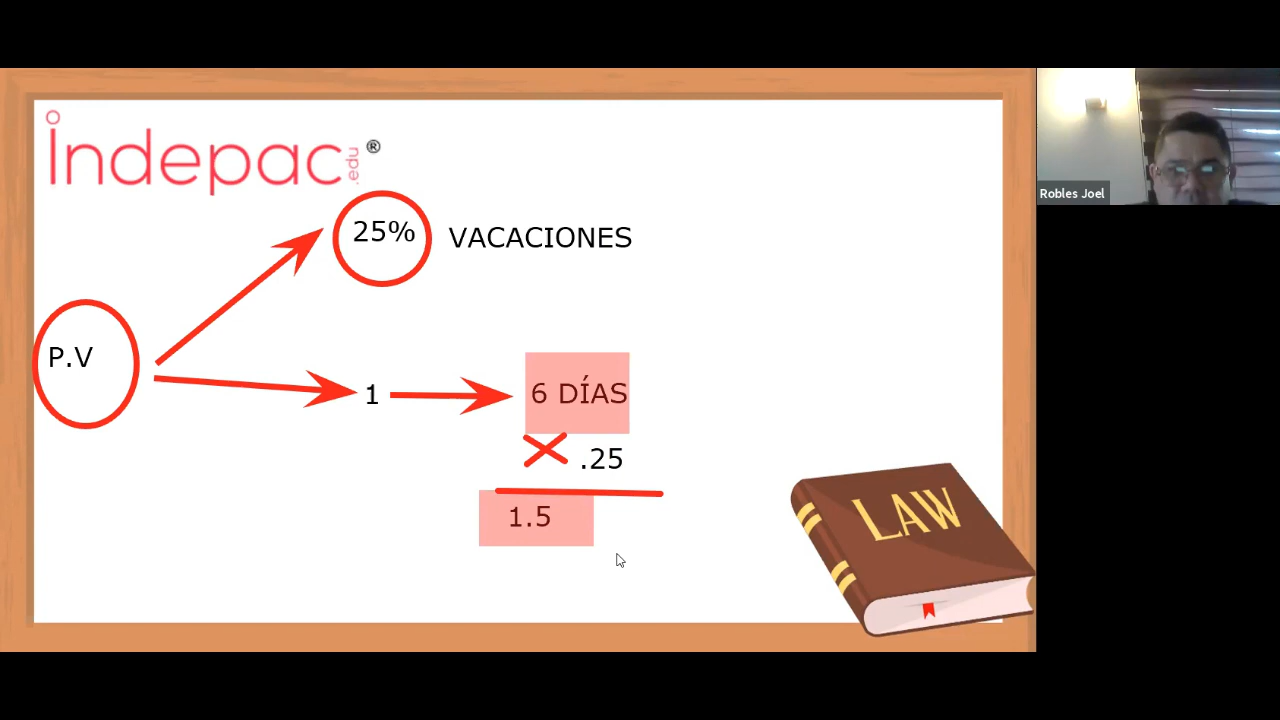 indepac.edu®
25% VACACIONES
P.V
1 6 DÍAS
.25
1.5
LAW
Robles Joel